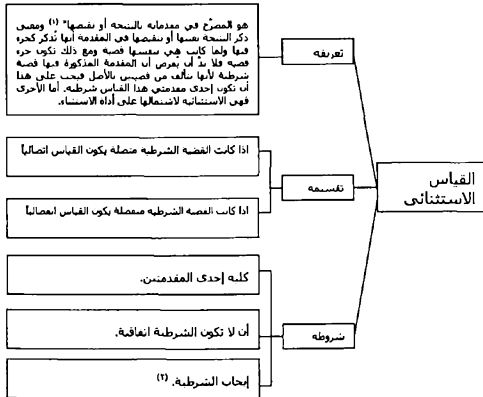 القياس
الاستثنائي
تعريفه
هو المصرَّح في مقدماته بالنتيجة أو نقيضها" (١) ومعنى
ذكر النتيجة نفسها أو نقيضها في المقدمة أنها تُذكر كجزء
فيها ولما كانت هي بنفسها قضية ومع ذلك تكون جزء
قضية فلا بدَّ أن يُفرض أن المقدمة المذكورة فيها قضية
شرطية لأنها تتألف من قضيتين بالأصل فيجب على هذا
أن تكون إحدى مقدمتي هذا القياس شرطية. أما الأخرى
فهي الاستثنائية لاشتمالها على أداة الاستثناء.
تقسيمه
اذا كانت القضية الشرطية متصلة يكون القياس اتصالياً
اذا كانت القضية الشرطية منفصلة يكون القياس انفصالياً
شروطه
كلية إحدى المقدمتين.
أن لا تكون الشرطية اتفاقية.
إيجاب الشرطية. (٢)